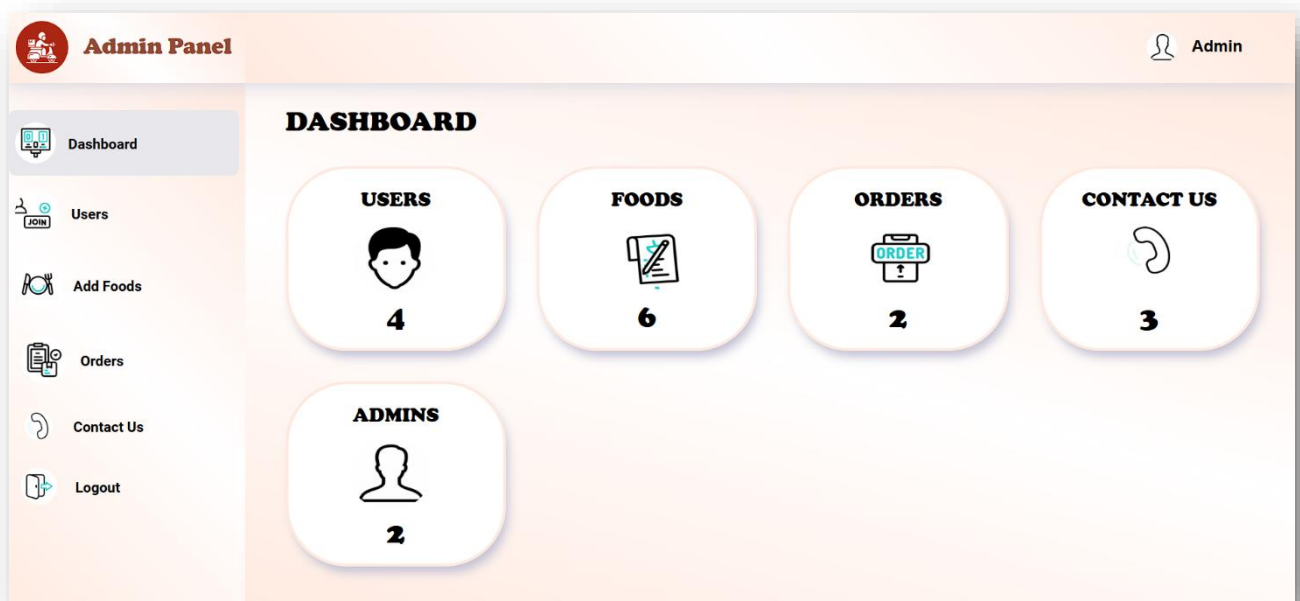 Admin Panel
Admin
Dashboard
Users
JOIN
Add Foods
Orders
Contact Us
Logout
DASHBOARD
USERS
4
FOODS
6
ORDERS
ORDER
2
CONTACT US
3
ADMINS
2